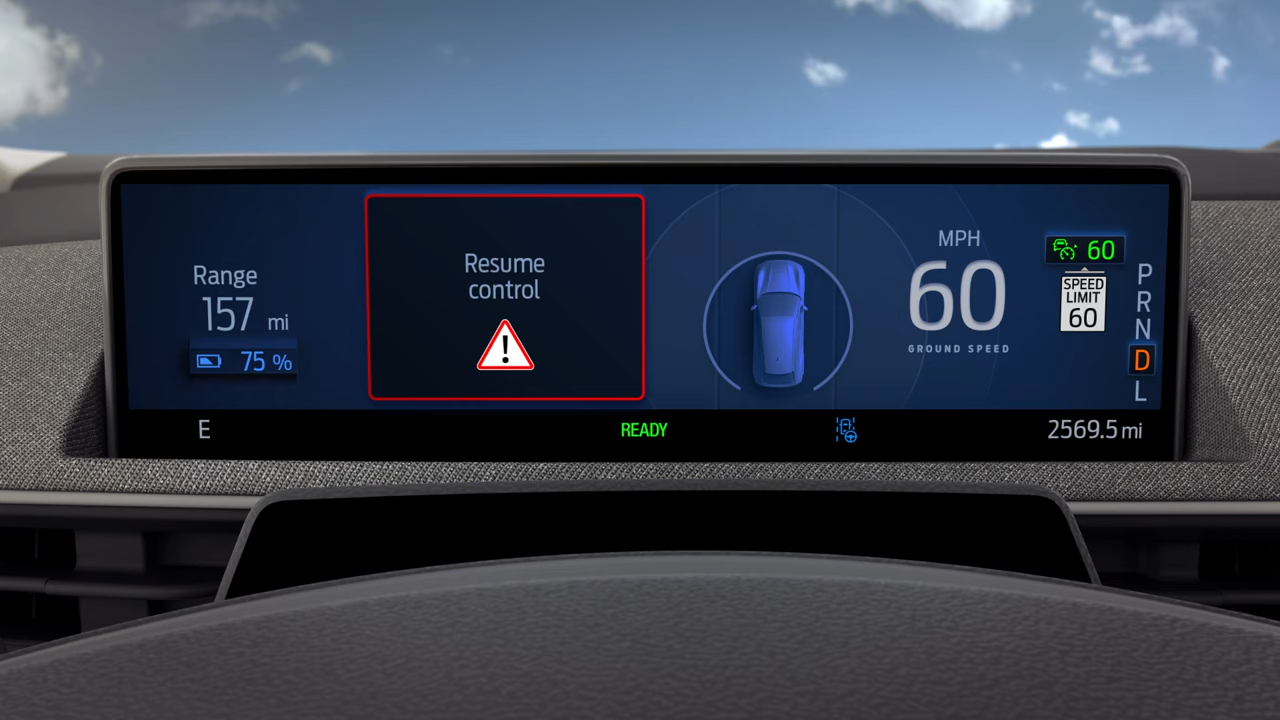 Range
157 mi
75 %
Resume
control
!
MPH
60
GROUND SPEED
60
SPEED
LIMIT
60
P
R
N
D
L
E
READY
2569.5 mi